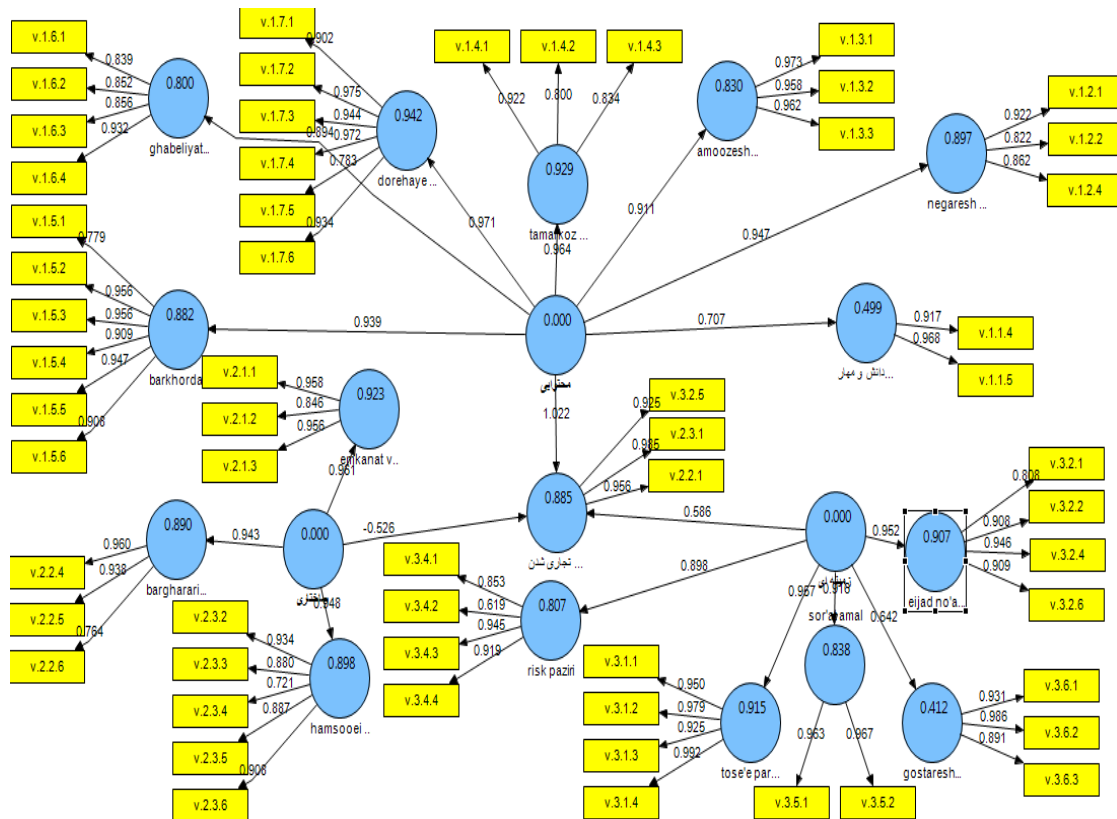 v.1.6.1
v.1.6.2
v.1.6.3
v.1.6.4
0.839
0.852
0.856
0.932
0.800
ghabeliyat...
v.1.7.1
v.1.7.2
v.1.7.3
v.1.7.4
v.1.7.5
v.1.7.6
0.902
0.975
0.944
0.972
0.783
0.934
0.942
dorehaye ...
0.894
0.971
v.1.4.1
v.1.4.2
v.1.4.3
0.922
0.800
0.834
0.929
0.964
v.1.3.1
v.1.3.2
v.1.3.3
0.973
0.958
0.962
0.830
amoozesh...
0.911
v.1.2.1
v.1.2.2
v.1.2.4
0.922
0.822
0.862
0.897
negaresh ...
0.947
v.1.5.1
v.1.5.2
v.1.5.3
v.1.5.4
v.1.5.5
v.1.5.6
0.779
0.956
0.956
0.909
0.947
0.908
0.882
barkhorda
0.939
0.000
محتوایی
0.707
0.499
دانش و مهار...
0.917
0.968
v.1.1.4
v.1.1.5
1.022
v.2.1.1
v.2.1.2
v.2.1.3
0.958
0.846
0.956
0.923
emkanat v..
0.961
v.3.2.5
v.2.3.1
v.2.2.1
0.925
0.985
0.956
0.885
تجاری شدن ...
-0.526
0.586
0.890
bargharari...
0.943
0.000
v.2.2.4
v.2.2.5
v.2.2.6
0.960
0.938
0.764
0.948
v.2.3.2
v.2.3.3
v.2.3.4
v.2.3.5
v.2.3.6
0.934
0.880
0.721
0.887
0.906
0.898
hamsooei ..
v.3.4.1
v.3.4.2
v.3.4.3
v.3.4.4
0.853
0.619
0.945
0.919
0.807
risk paziri
0.898
0.000
0.952
0.907
eijad no'a...
0.808
0.908
0.946
0.909
v.3.2.1
v.3.2.2
v.3.2.4
v.3.2.6
0.642
v.3.1.1
v.3.1.2
v.3.1.3
v.3.1.4
0.950
0.979
0.925
0.992
0.915
tose'e par...
0.838
0.963
0.967
v.3.5.1
v.3.5.2
0.412
gostaresh...
0.931
0.986
0.891
v.3.6.1
v.3.6.2
v.3.6.3